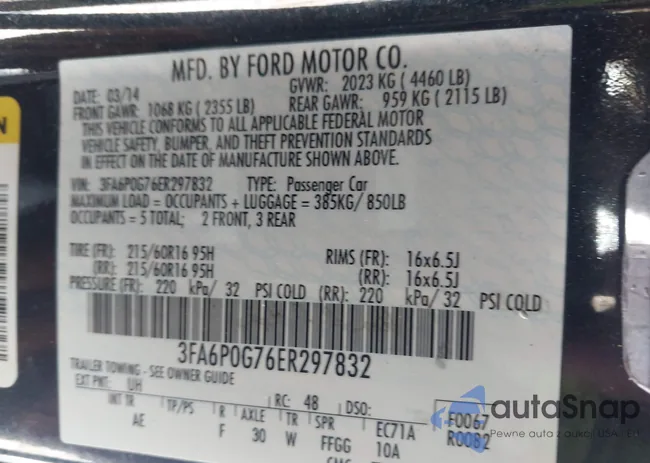 MFD. BY FORD MOTOR CO.
DATE: 03/14 GVWR: 2023 KG ( 4460 LB)
FRONT GAWR: 1068 KG ( 2355 LB) REAR GAWR: 959 KG ( 2115 LB)
THIS VEHICLE CONFORMS TO ALL APPLICABLE FEDERAL MOTOR
VEHICLE SAFETY, BUMPER, AND THEFT PREVENTION STANDARDS
IN EFFECT ON THE DATE OF MANUFACTURE SHOWN ABOVE.
VIN: 3FA6P0G76ER297832 TYPE: Passenger Car
MAXIMUM LOAD = OCCUPANTS + LUGGAGE = 385KG/ 850LB
OCCUPANTS = 5 TOTAL; 2 FRONT, 3 REAR
TIRE (FR): 215/60R16 95H RIMS (FR): 16x6.5J
(RR): 215/60R16 95H (RR): 16x6.5J
PRESSURE (FR): 220 kPa/ 32 PSI COLD (RR): 220 kPa/ 32 PSI COLD
3FA6P0G76ER297832
TRAILER TOWING - SEE OWNER GUIDE
EXT PNT: UH RC: 48 DSO: F0067
INT TR TP/PS R AXLE TR SPR EC71A R0082
AE F 30 W FFGG 10A
N
autoSnap
Pewne auta z aukcji USA i EU